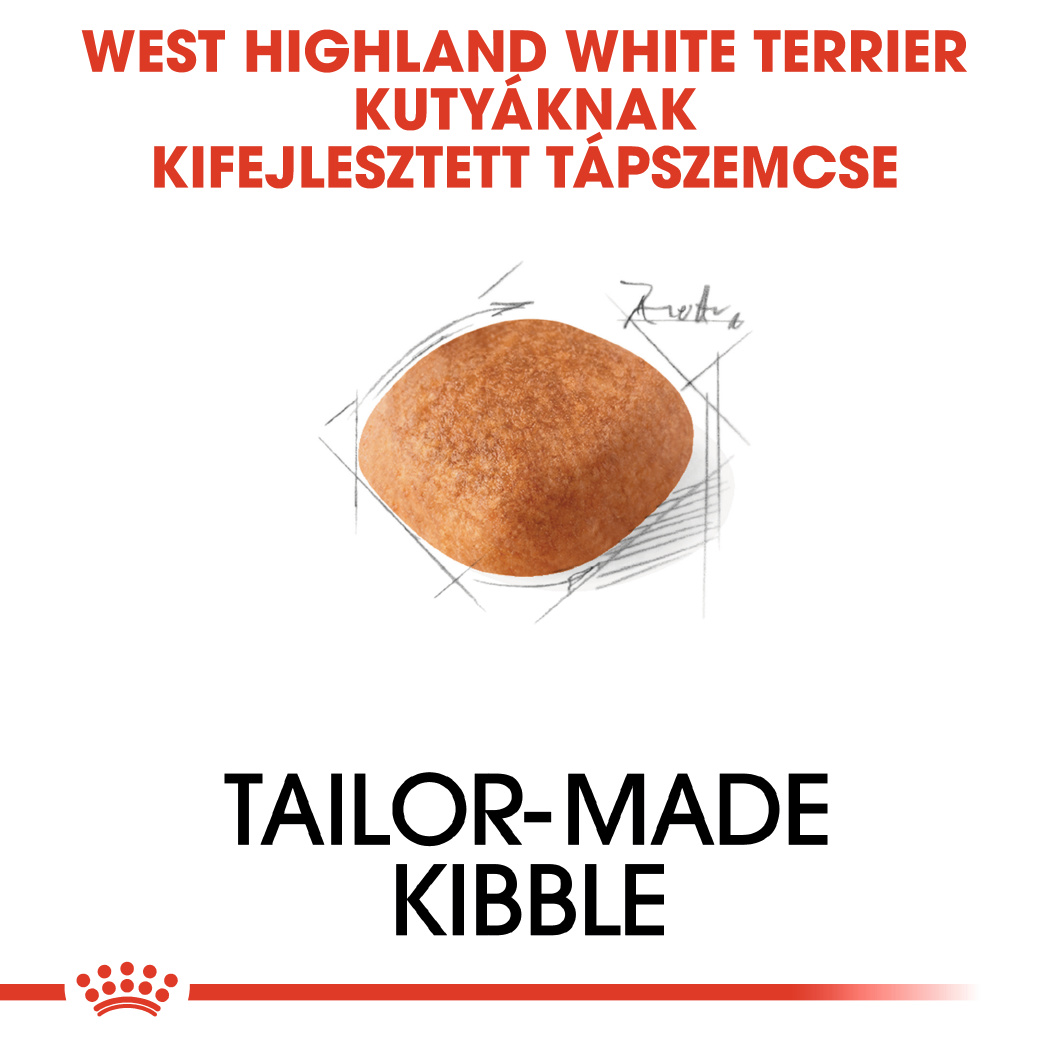 WEST HIGHLAND WHITE TERRIER
KUTYÁKNAK
KIFEJLESZTETT TÁPSZEMCSE
TAILOR-MADE
KIBBLE